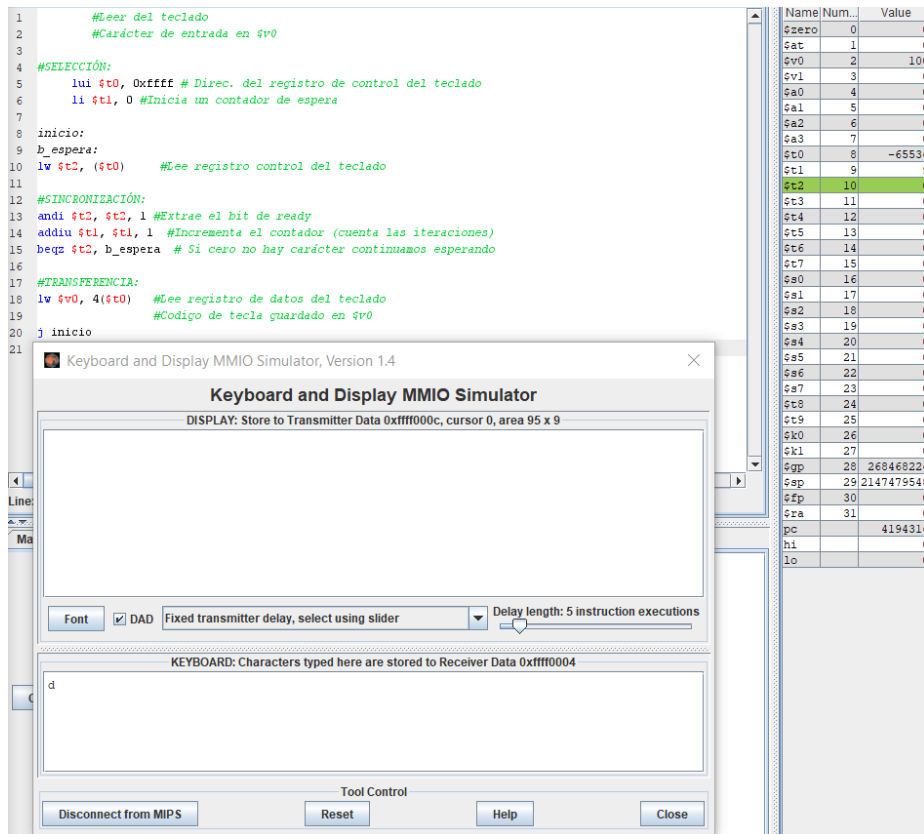 1 #Leer del teclado
2 #Carácter de entrada en $v0
3
4 #SELECCIÓN:
5 lui $t0, 0xffff # Direc. del registro de control del teclado
6 li $t1, 0 #Inicia un contador de espera
7
8 inicio:
9 b_espera:
10 lw $t2, ($t0) #Lee registro control del teclado
11
12 #SINCRONIZACIÓN:
13 andi $t2, $t2, 1 #Extrae el bit de ready
14 addiu $t1, $t1, 1 #Incrementa el contador (cuenta las iteraciones)
15 beqz $t2, b_espera # Si cero no hay carácter continuamos esperando
16
17 #TRANSFERENCIA:
18 lw $v0, 4($t0) #Lee registro de datos del teclado
19 #Codigo de tecla guardado en $v0
20 j inicio
21
Line:
Ma
Keyboard and Display MMIO Simulator, Version 1.4
Keyboard and Display MMIO Simulator
DISPLAY: Store to Transmitter Data 0xffff000c, cursor 0, area 95 x 9
Font DAD Fixed transmitter delay, select using slider Delay length: 5 instruction executions
KEYBOARD: Characters typed here are stored to Receiver Data 0xffff0004
d
Tool Control
Disconnect from MIPS Reset Help Close
Name Num... Value
$zero 0
$at 1
$v0 2 10
$v1 3
$a0 4
$a1 5
$a2 6
$a3 7
$t0 8 -6553
$t1 9
$t2 10
$t3 11
$t4 12
$t5 13
$t6 14
$t7 15
$s0 16
$s1 17
$s2 18
$s3 19
$s4 20
$s5 21
$s6 22
$s7 23
$t8 24
$t9 25
$k0 26
$k1 27
$gp 28 26846822
$sp 29 214747954
$fp 30
$ra 31
pc 419431
hi
lo